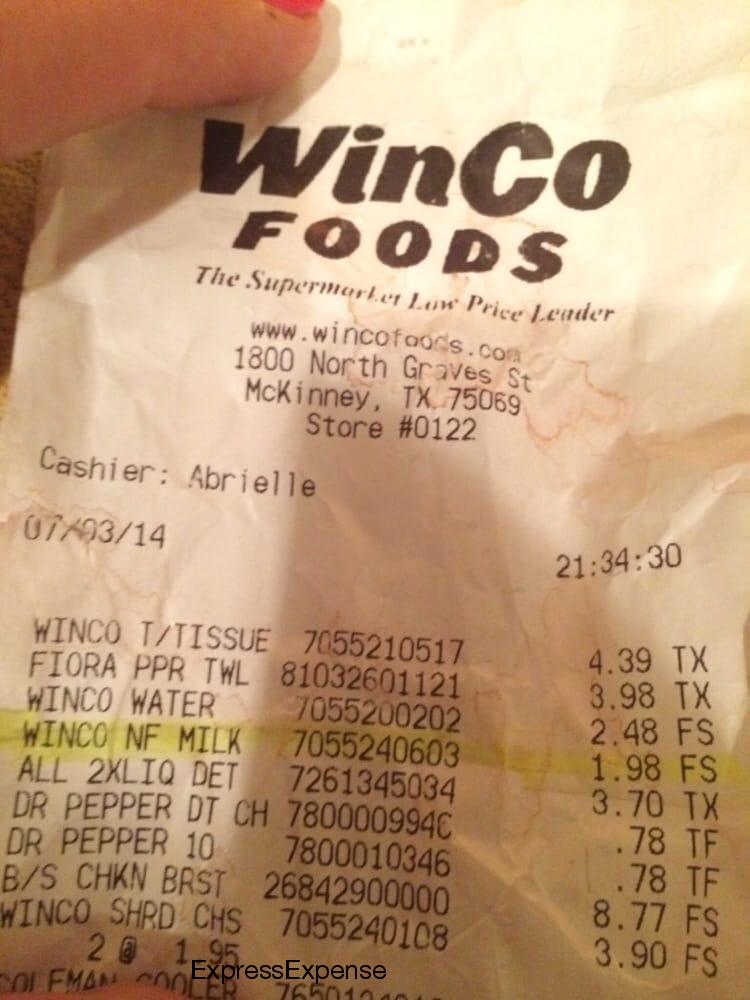 WinCo
FOODS
The Supermarket Low Price Leader
www.wincofoods.com
1800 North Graves St
McKinney, TX 75069
Store #0122
Cashier: Abrielle
07/03/14 21:34:30
WINCO T/TISSUE 7055210517 4.39 TX
FIORA PPR TWL 81032601121 3.98 TX
WINCO WATER 7055200202 2.48 FS
WINCO NF MILK 7055240603 1.98 FS
ALL 2XLIQ DET 7261345034 3.70 TX
DR PEPPER DT CH .78 TF
DR PEPPER 10 7800010346 .78 TF
B/S CHKN BRST 26842900000 8.77 FS
WINCO SHRD CHS 7055240108 3.90 FS
2 @ 1.95
ExpressExpense
COLEMAN COOLER